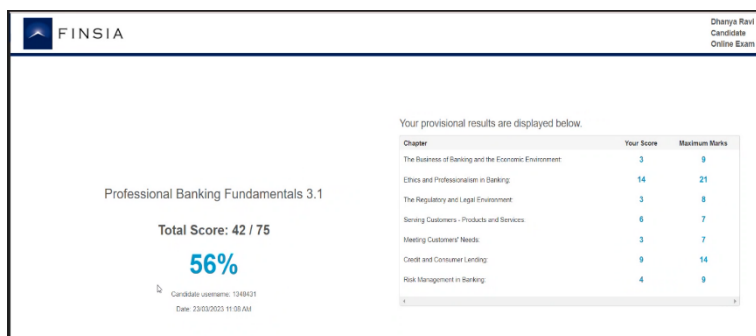 FINSIA
Dhanya Ravi
Candidate
Online Exam
Professional Banking Fundamentals 3.1
Total Score: 42 / 75
56%
Candidate username: 1348431
Date: 23/03/2023 11:08 AM
Your provisional results are displayed below.
Chapter Your Score Maximum Marks
The Business of Banking and the Economic Environment: 3 9
Ethics and Professionalism in Banking: 14 21
The Regulatory and Legal Environment: 3 8
Serving Customers - Products and Services: 6 7
Meeting Customers' Needs: 3 7
Credit and Consumer Lending: 9 14
Risk Management in Banking: 4 9